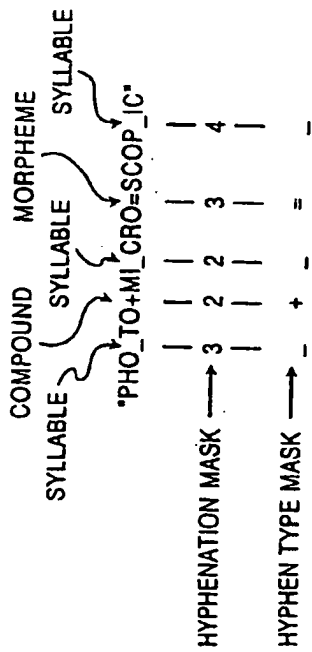 SYLLABLE COMPOUND SYLLABLE MORPHEME SYLLABLE
"PHO_TO+MI_CRO=SCOP_IC"
HYPHENATION MASK → | 3 | 2 | 2 | 3 | 4 |
HYPHEN TYPE MASK → _ + _ = _